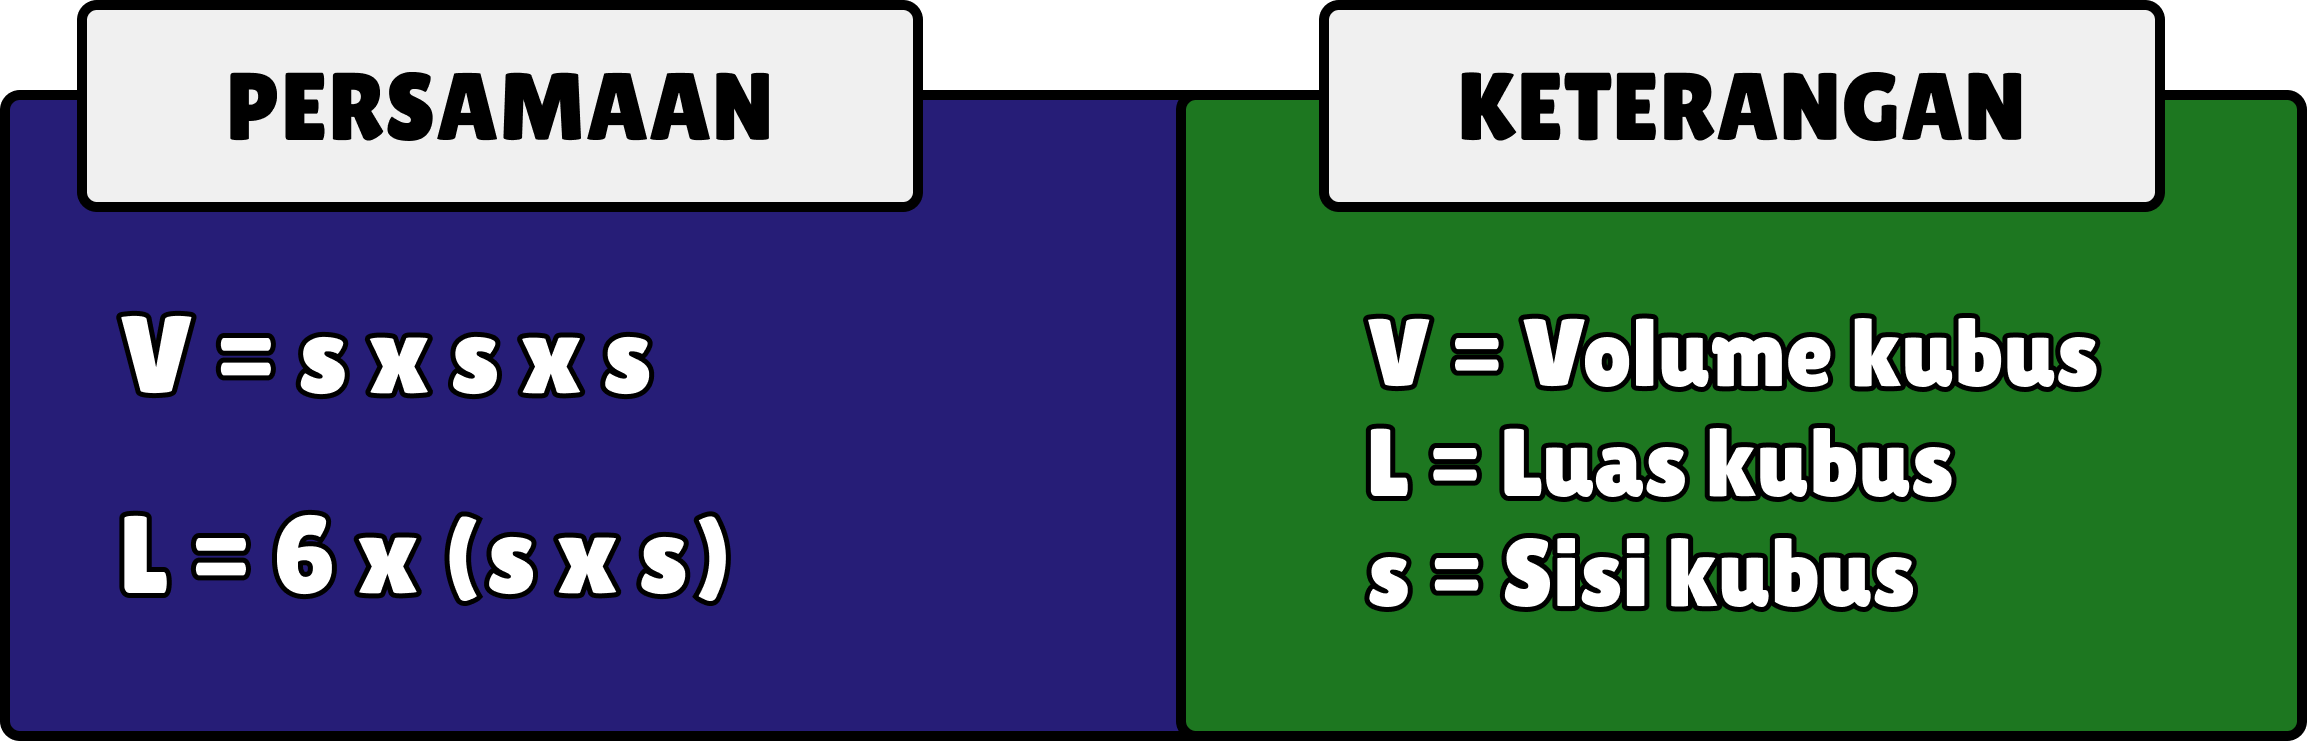 PERSAMAAN
V = s x s x s
L = 6 x (s x s)
KETERANGAN
V = Volume kubus
L = Luas kubus
s = Sisi kubus